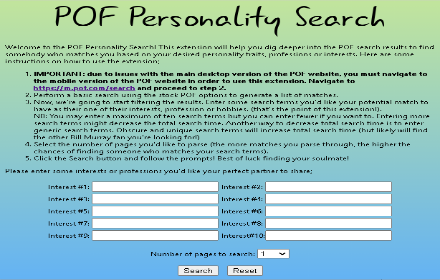 POF Personality Search
Welcome to the POF Personality Search! This extension will help you dig deeper into the POF search results to find
somebody who matches you based on your desired personality traits, professions or interests. Here are some
instructions on how to use the extension;
1. IMPORTANT: due to issues with the main desktop version of the POF website, you must navigate to
the mobile version of the POF website in order to use this extension. Navigate to
https://m.pof.com/search and proceed to step 2.
2. Perform a basic search using the stock POF options to generate a list of matches.
3. Now, we're going to start filtering the results. Enter some search terms you'd like your potential match to
have as their one of their interests, profession or hobbies. (that's the point of this extension!).
NB: You may enter a maximum of ten search terms but you can enter fewer if you want to. Entering more
search terms might decrease the total search time. Another way to decrease total search time is to enter
generic search terms. Obscure and unique search terms will increase total search time (but likely will find
the other Bill Murray fan you're looking for!)
4. Select the number of pages you'd like to parse (the more matches you parse through, the higher the
chances of finding someone who matches your search terms).
5. Click the Search button and follow the prompts! Best of luck finding your soulmate!
Please enter some interests or professions you'd like your perfect partner to share;
Interest #1: Interest #2:
Interest #3: Interest #4:
Interest #5: Interest #6:
Interest #7: Interest #8:
Interest #9: Interest #10:
Number of pages to search: 1
Search Reset